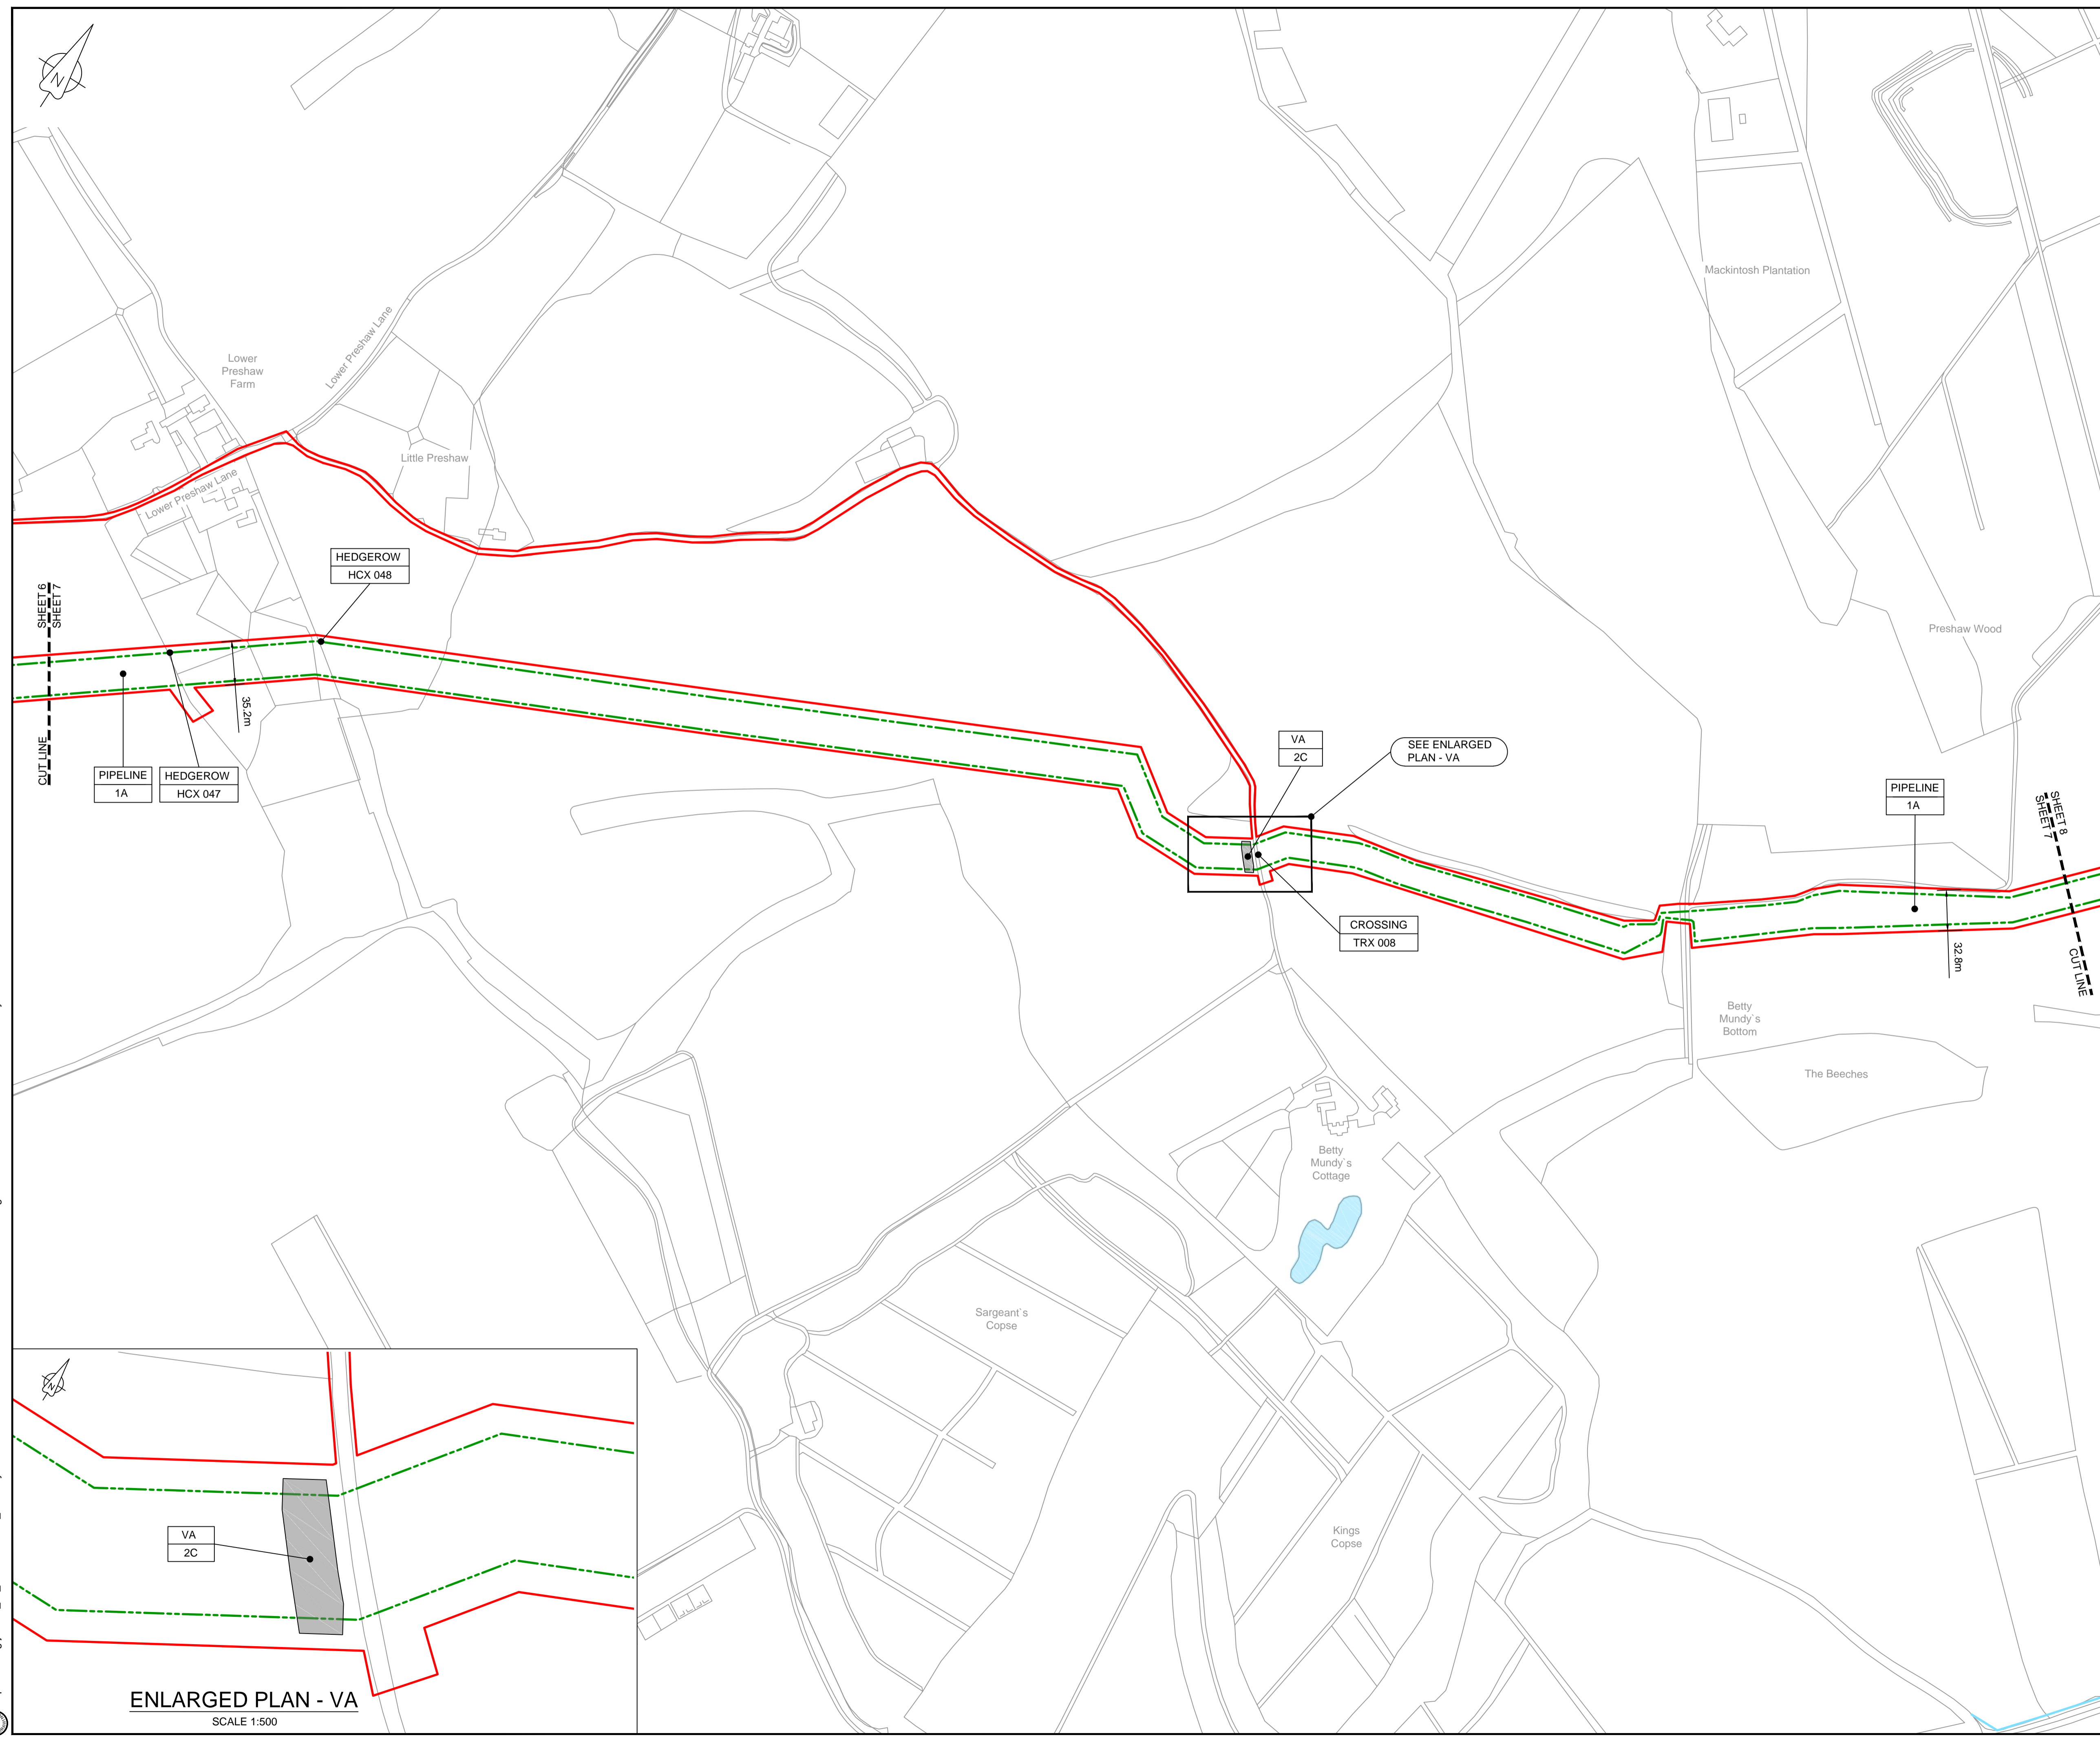 N
Mackintosh Plantation
Lower
Preshaw
Farm
Lower Preshaw Lane
Little Preshaw
Lower Preshaw Lane
HEDGEROW
HCX 048
SHEET 6
SHEET 7
CUT LINE
Preshaw Wood
35.2m
PIPELINE
1A
HEDGEROW
HCX 047
VA
2C
SEE ENLARGED
PLAN - VA
PIPELINE
1A
SHEET 8
SHEET 7
CUT LINE
CROSSING
TRX 008
32.8m
Betty
Mundy`s
Bottom
The Beeches
Betty
Mundy`s
Cottage
Sargeant`s
Copse
Kings
Copse
N
VA
2C
ENLARGED PLAN - VA
SCALE 1:500